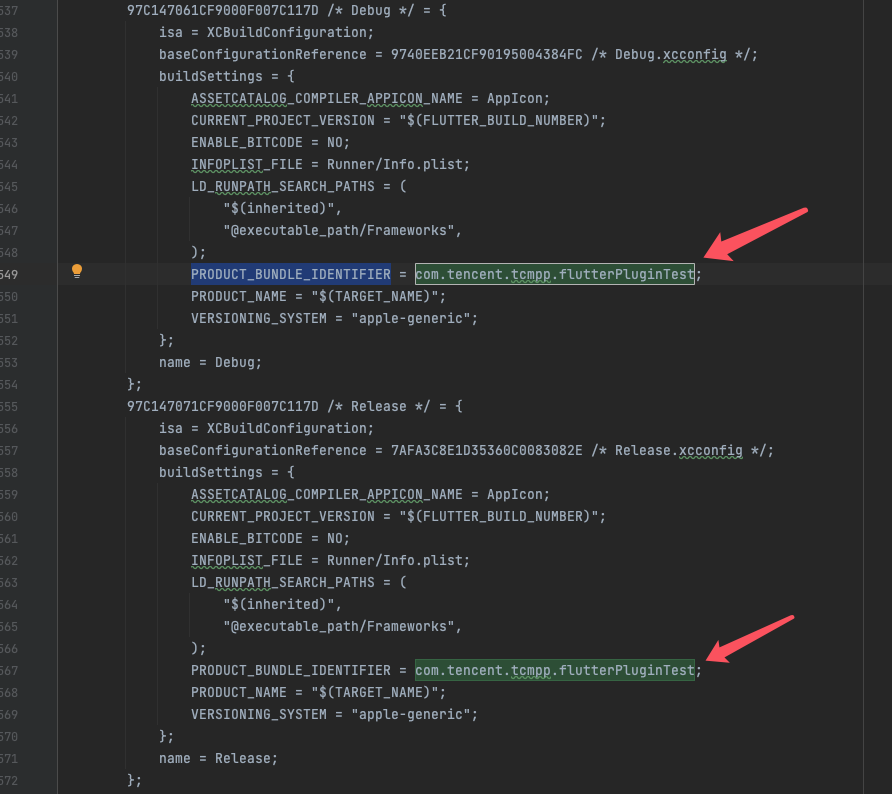 537 97C147061CF9000F007C117D /* Debug */ = {
538 isa = XCBuildConfiguration;
539 baseConfigurationReference = 9740EEB21CF90195004384FC /* Debug.xcconfig */;
540 buildSettings = {
541 ASSETCATALOG_COMPILER_APPICON_NAME = AppIcon;
542 CURRENT_PROJECT_VERSION = "$(FLUTTER_BUILD_NUMBER)";
543 ENABLE_BITCODE = NO;
544 INFOPLIST_FILE = Runner/Info.plist;
545 LD_RUNPATH_SEARCH_PATHS = (
546 "$(inherited)",
547 "@executable_path/Frameworks",
548 );
549 PRODUCT_BUNDLE_IDENTIFIER = com.tencent.tcmpp.flutterPluginTest;
550 PRODUCT_NAME = "$(TARGET_NAME)";
551 VERSIONING_SYSTEM = "apple-generic";
552 };
553 name = Debug;
554 };
555 97C147071CF9000F007C117D /* Release */ = {
556 isa = XCBuildConfiguration;
557 baseConfigurationReference = 7AFA3C8E1D35360C0083082E /* Release.xcconfig */;
558 buildSettings = {
559 ASSETCATALOG_COMPILER_APPICON_NAME = AppIcon;
560 CURRENT_PROJECT_VERSION = "$(FLUTTER_BUILD_NUMBER)";
561 ENABLE_BITCODE = NO;
562 INFOPLIST_FILE = Runner/Info.plist;
563 LD_RUNPATH_SEARCH_PATHS = (
564 "$(inherited)",
565 "@executable_path/Frameworks",
566 );
567 PRODUCT_BUNDLE_IDENTIFIER = com.tencent.tcmpp.flutterPluginTest;
568 PRODUCT_NAME = "$(TARGET_NAME)";
569 VERSIONING_SYSTEM = "apple-generic";
570 };
571 name = Release;
572 };